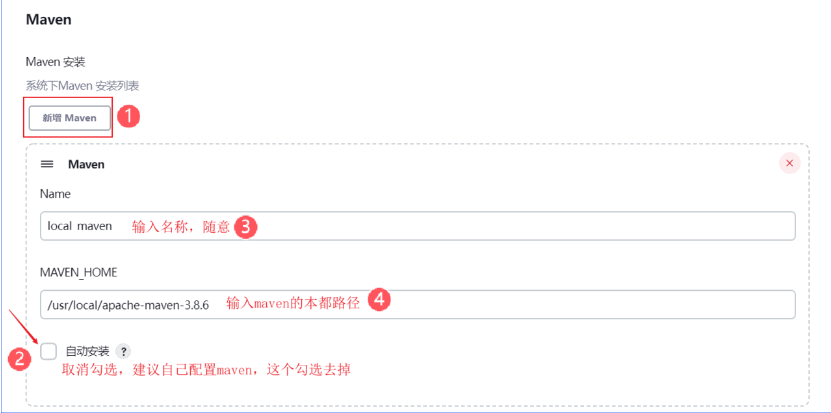 Maven
Maven 安装
系统下Maven 安装列表
新增 Maven 1
Maven
Name
local maven 输入名称，随意 3
MAVEN_HOME
/usr/local/apache-maven-3.8.6 输入maven的本都路径 4
2 自动安装 ?
取消勾选，建议自己配置maven，这个勾选去掉